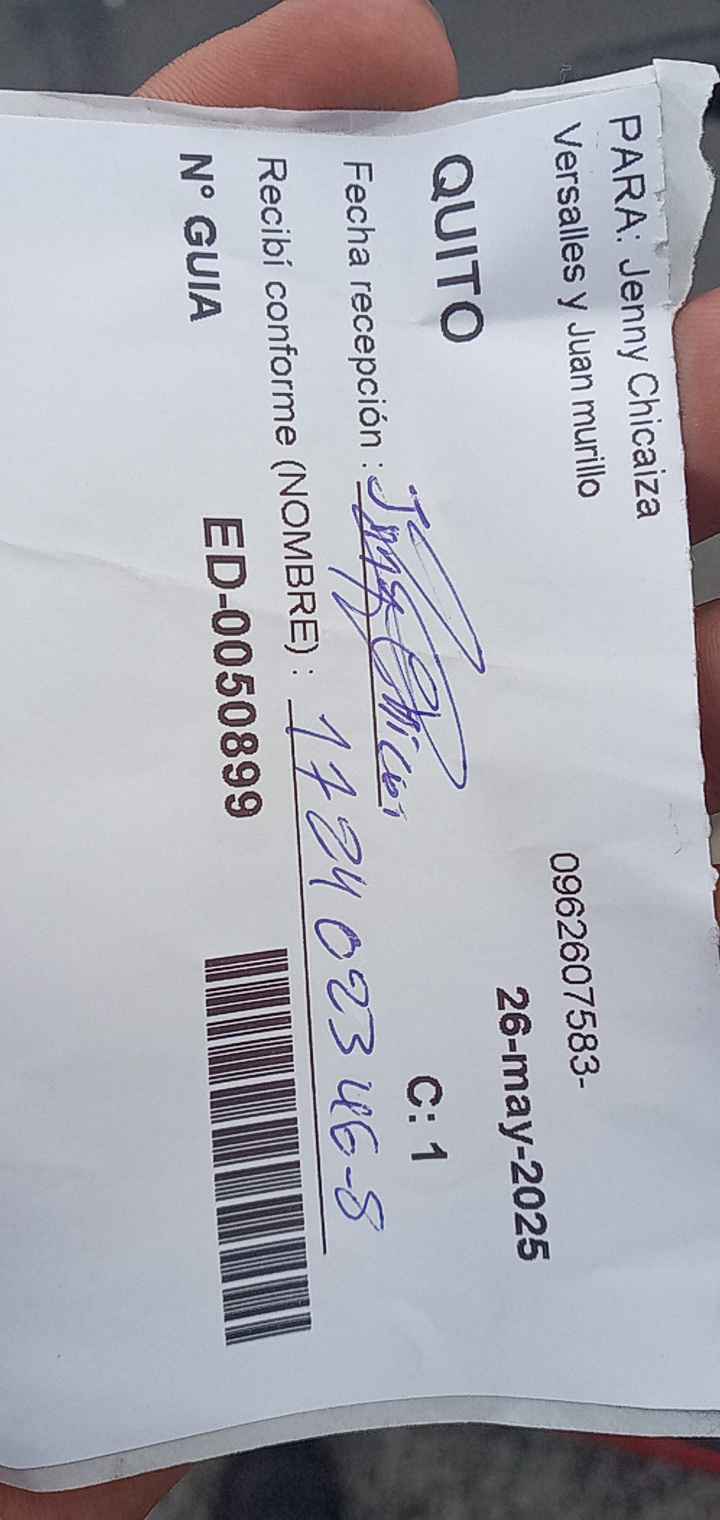 PARA: Jenny Chicaiza
Versalles y Juan murillo 0962607583-
26-may-2025
QUITO C: 1
Fecha recepción :
Recibí conforme (NOMBRE) : 172402346-8
N° GUIA ED-0050899